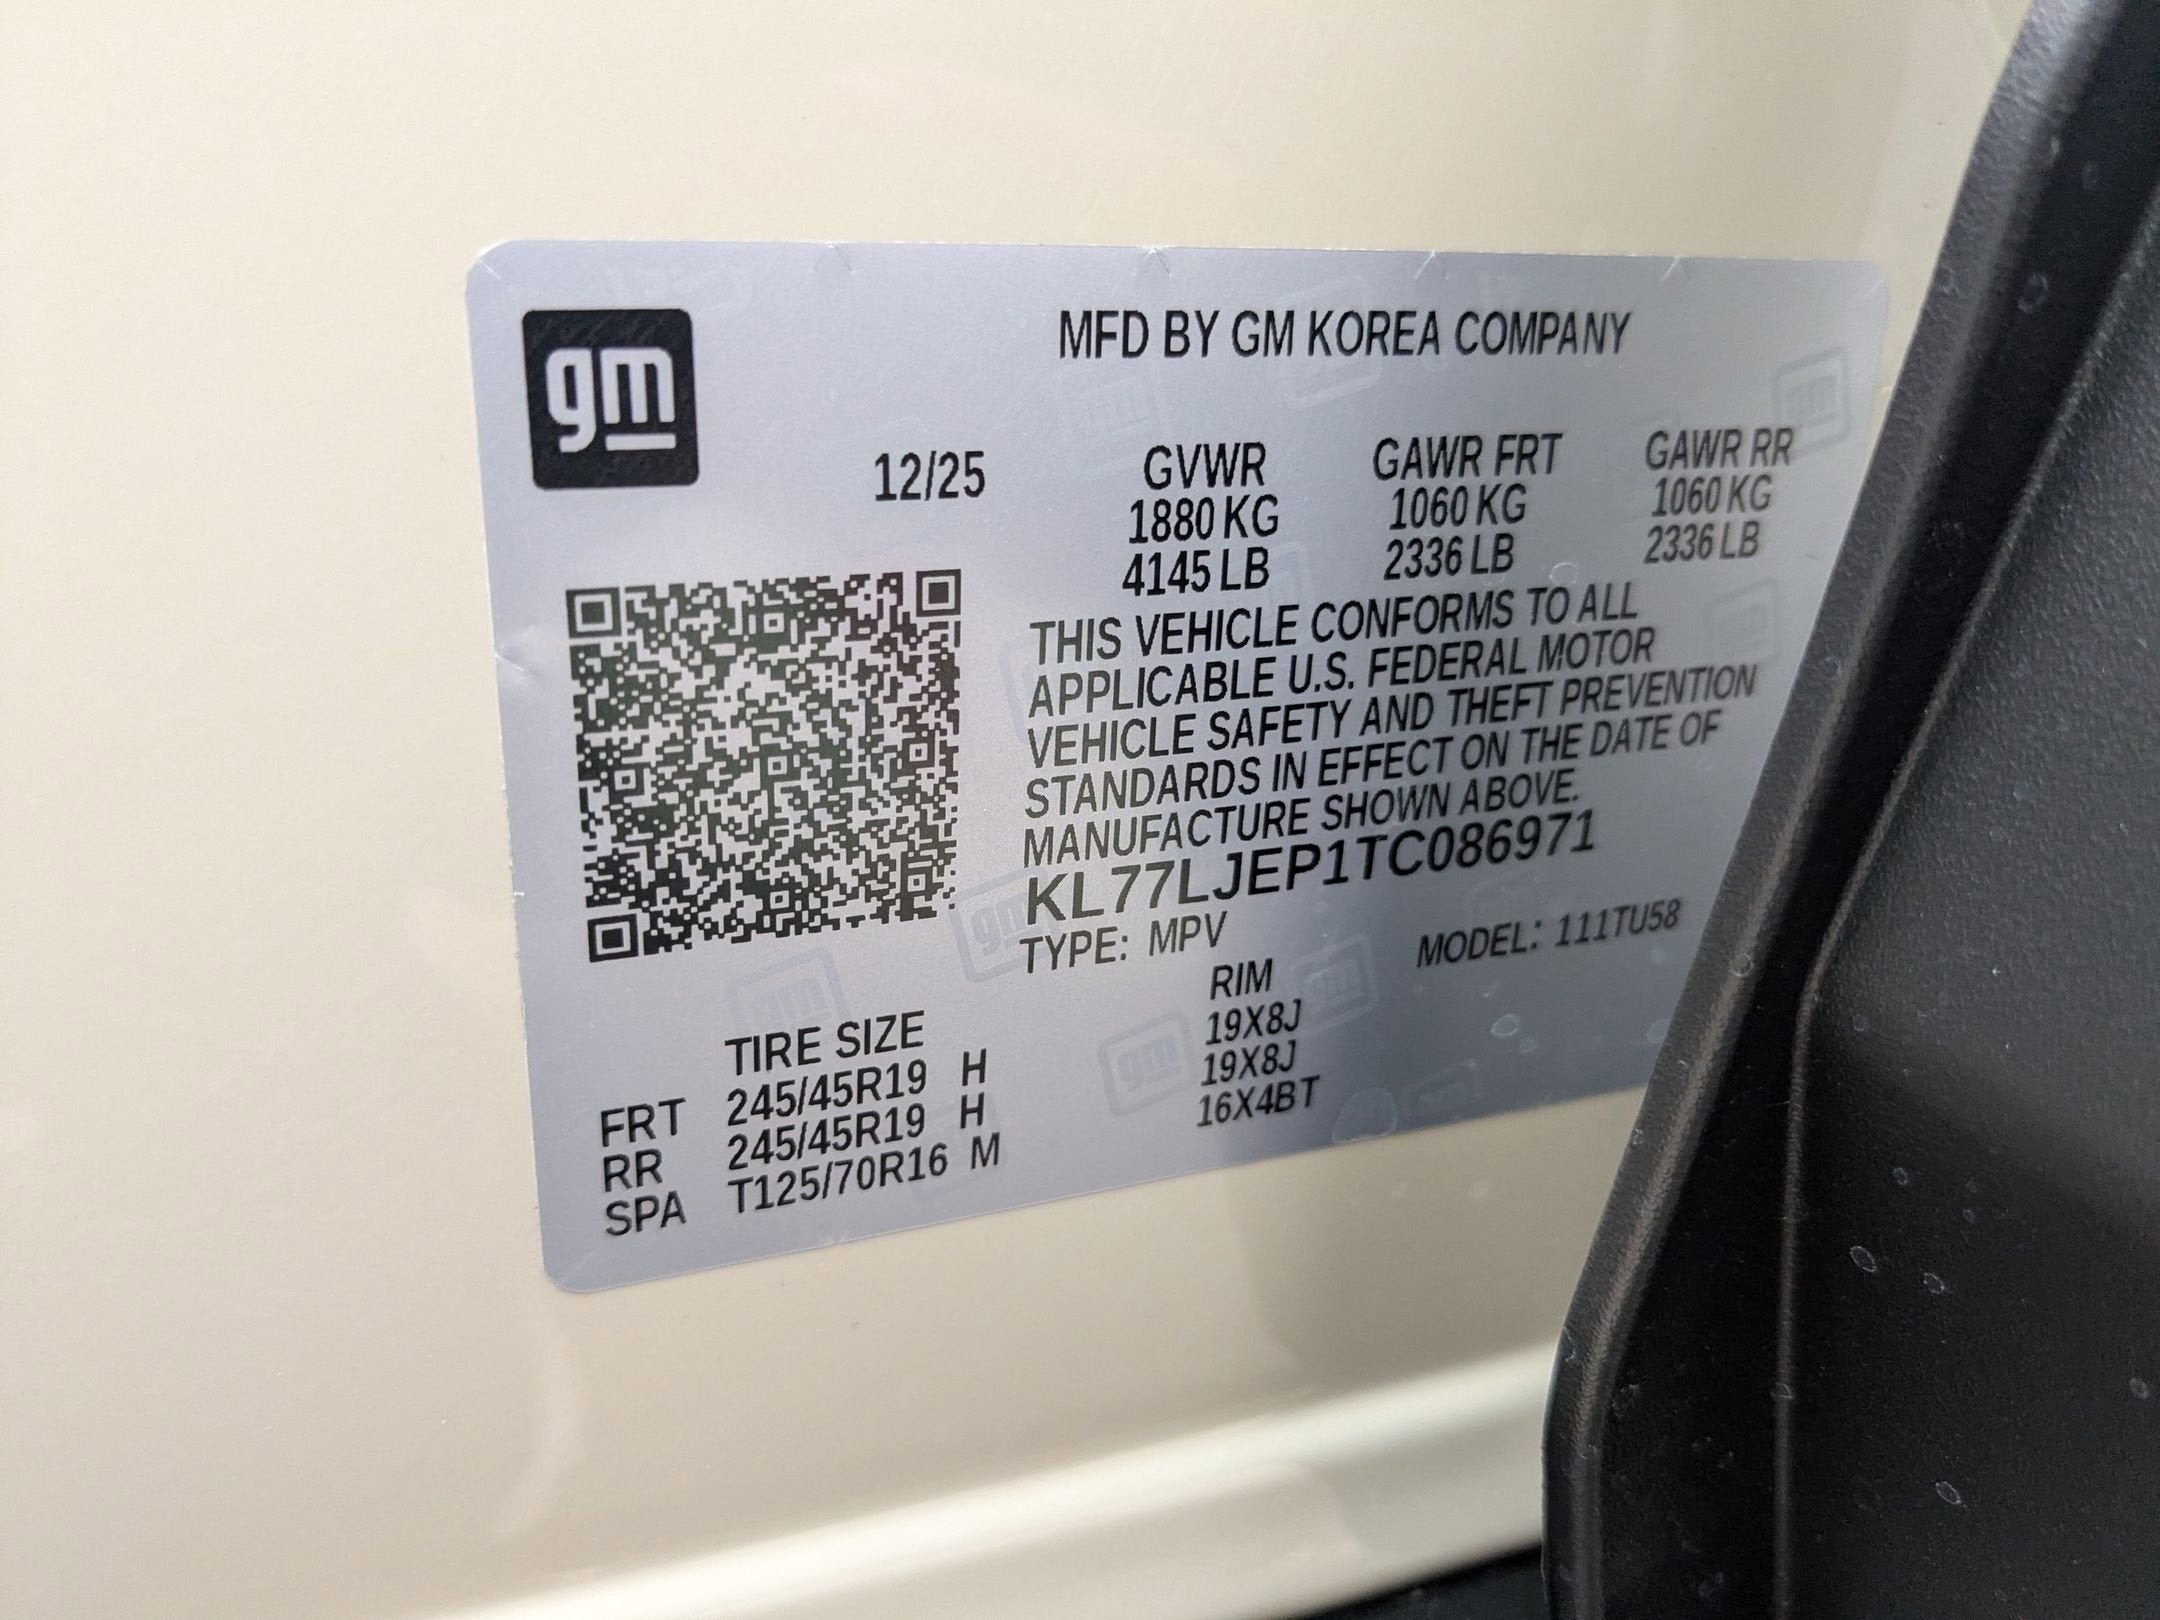 gm
MFD BY GM KOREA COMPANY
12/25 GVWR GAWR FRT GAWR RR
1880 KG 1060 KG 1060 KG
4145 LB 2336 LB 2336 LB
THIS VEHICLE CONFORMS TO ALL
APPLICABLE U.S. FEDERAL MOTOR
VEHICLE SAFETY AND THEFT PREVENTION
STANDARDS IN EFFECT ON THE DATE OF
MANUFACTURE SHOWN ABOVE.
KL77LJEP1TC086971
TYPE: MPV MODEL: 111TU58
TIRE SIZE RIM
FRT 245/45R19 H 19X8J
RR 245/45R19 H 19X8J
SPA T125/70R16 M 16X4BT